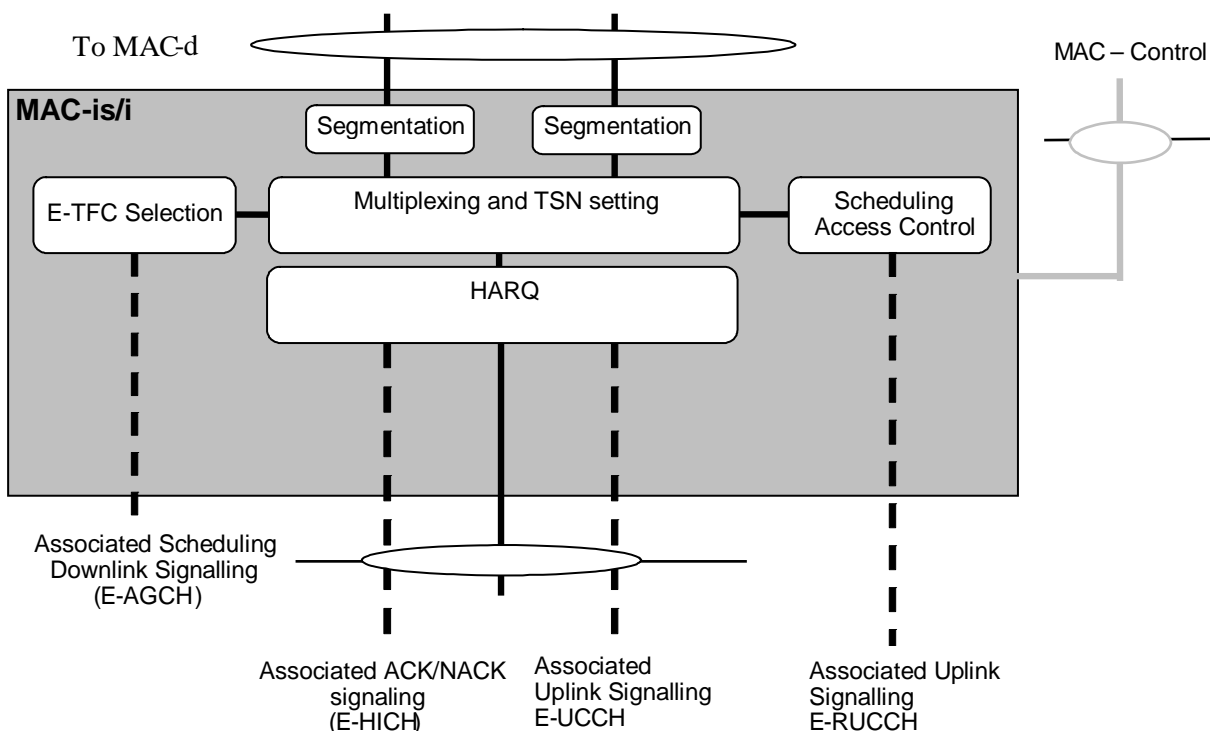 To MAC-d
MAC – Control
MAC-is/i
Segmentation
Segmentation
E-TFC Selection
Multiplexing and TSN setting
Scheduling
Access Control
HARQ
Associated Scheduling
Downlink Signalling
(E-AGCH)
Associated ACK/NACK
signaling
(E-HICH)
Associated
Uplink Signalling
E-UCCH
Associated Uplink
Signalling
E-RUCCH